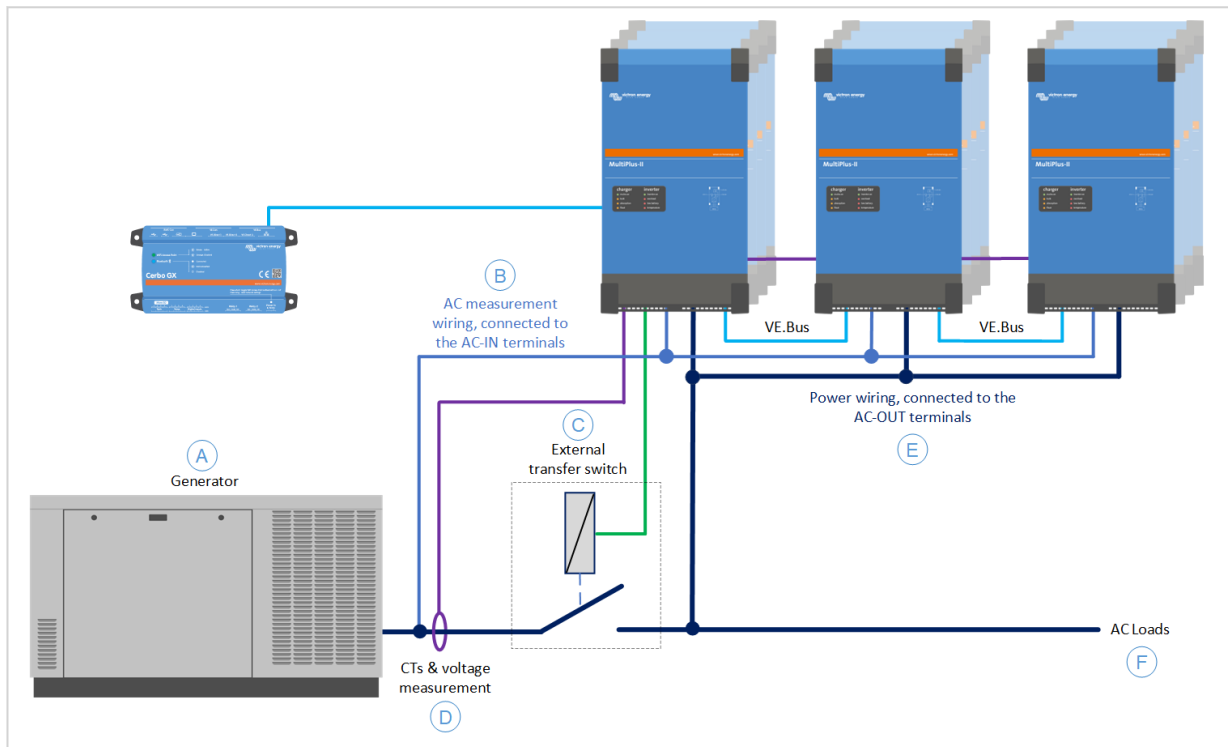 victron energy
victron energy
victron energy
MultiPlus-II
MultiPlus-II
MultiPlus-II
charger inverter
charger inverter
charger inverter
Cerbo GX
B
AC measurement
wiring, connected to
the AC-IN terminals
VE.Bus
VE.Bus
Power wiring, connected to the
AC-OUT terminals
E
C
External
transfer switch
A
Generator
CTs & voltage
measurement
D
AC Loads
F